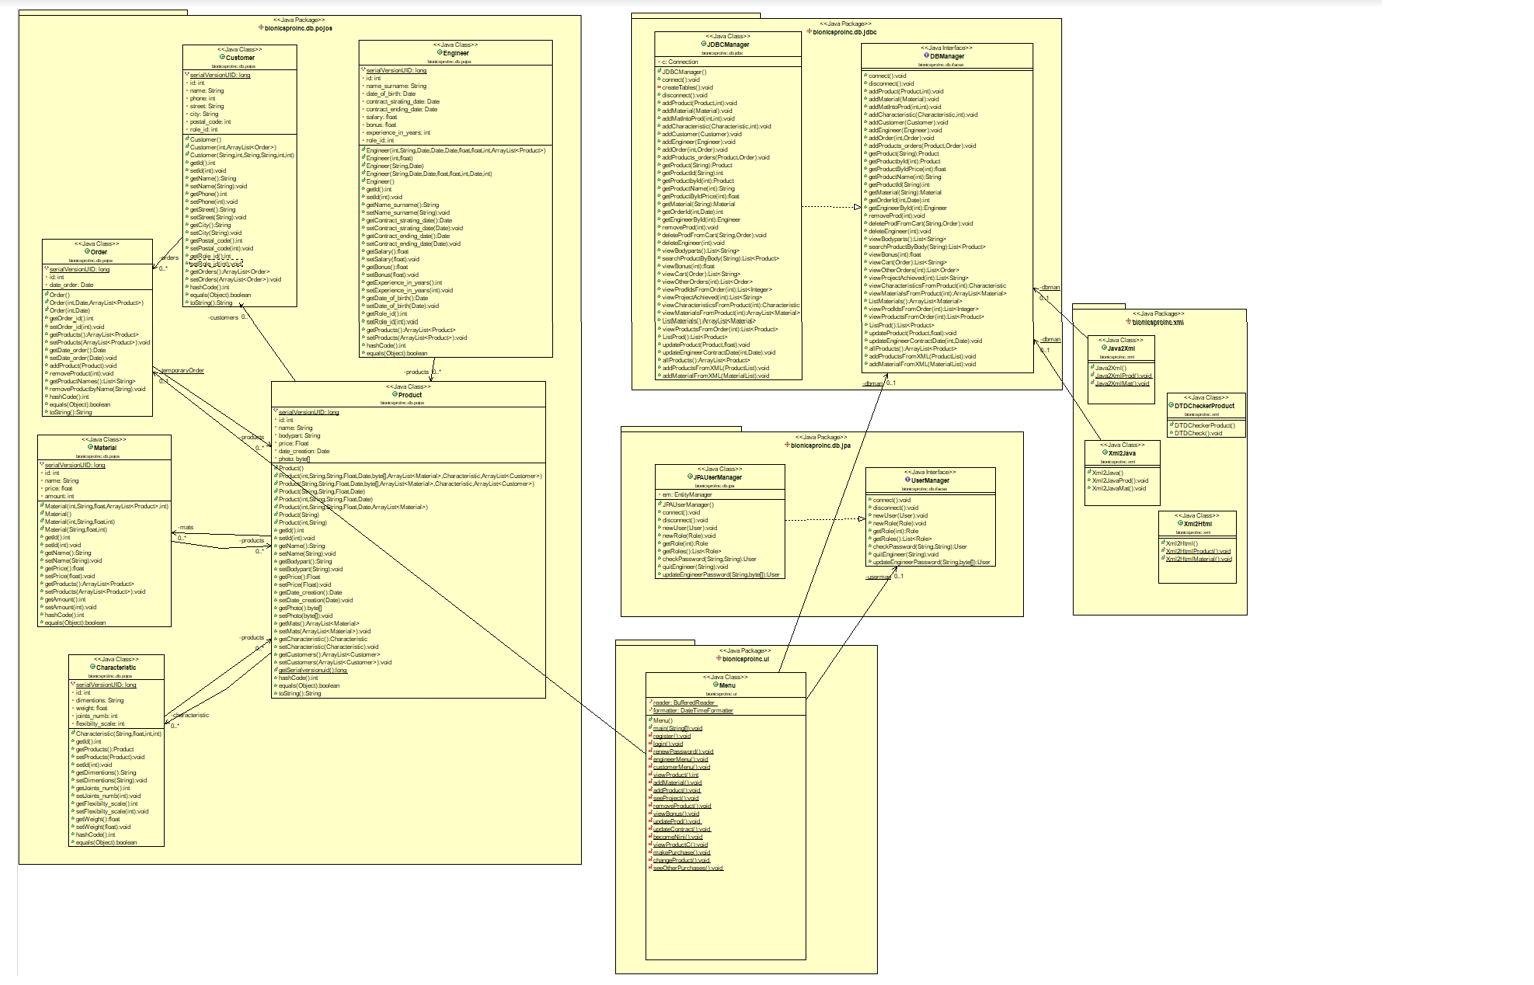 <<Java Package>>
bionicsproinc.db.pojos
<<Java Class>>
Customer
bionicsproinc.db.pojos
serialVersionUID: long
id: int
name: String
phone: int
street: String
city: String
postal_code: int
role_id: int
Customer()
Customer(int,ArrayList<Order>)
Customer(String,int,String,String,int,int)
getId():int
setId(int):void
getName():String
setName(String):void
getPhone():int
setPhone(int):void
getStreet():String
setStreet(String):void
getCity():String
setCity(String):void
getPostal_code():int
setPostal_code(int):void
getRole_id():int
setRole_id(int):void
getOrders():ArrayList<Order>
setOrders(ArrayList<Order>):void
hashCode():int
equals(Object):boolean
toString():String
<<Java Class>>
Engineer
bionicsproinc.db.pojos
serialVersionUID: long
id: int
name_surname: String
date_of_birth: Date
contract_strating_date: Date
contract_ending_date: Date
salary: float
bonus: float
experience_in_years: int
role_id: int
Engineer(int,String,Date,Date,Date,float,float,int,ArrayList<Product>)
Engineer(int,float)
Engineer(String,Date)
Engineer(String,Date,Date,float,float,int,Date,int)
Engineer()
getId():int
setId(int):void
getName_surname():String
setName_surname(String):void
getContract_strating_date():Date
setContract_strating_date(Date):void
getContract_ending_date():Date
setContract_ending_date(Date):void
getSalary():float
setSalary(float):void
getBonus():float
setBonus(float):void
getExperience_in_years():int
setExperience_in_years(int):void
getDate_of_birth():Date
setDate_of_birth(Date):void
getRole_id():int
setRole_id(int):void
getProducts():ArrayList<Product>
setProducts(ArrayList<Product>):void
hashCode():int
equals(Object):boolean
<<Java Class>>
Order
bionicsproinc.db.pojos
serialVersionUID: long
id: int
date_order: Date
Order()
Order(int,Date,ArrayList<Product>)
Order(int,Date)
getOrder_id():int
setOrder_id(int):void
getProducts():ArrayList<Product>
setProducts(ArrayList<Product>):void
getDate_order():Date
setDate_order(Date):void
addProduct(Product):void
removeProduct(int):void
getProductNames():List<String>
removeProductbyName(String):void
hashCode():int
equals(Object):boolean
toString():String
-orders
0..*
-customers 0..*
-products 0..*
-temporaryOrder
0..1
-products
0..*
<<Java Class>>
Product
bionicsproinc.db.pojos
serialVersionUID: long
id: int
name: String
bodypart: String
price: Float
date_creation: Date
photo: byte[]
Product()
Product(int,String,String,Float,Date,byte[],ArrayList<Material>,Characteristic,ArrayList<Customer>)
Product(String,String,Float,Date,byte[],ArrayList<Material>,Characteristic,ArrayList<Customer>)
Product(String,String,Float,Date)
Product(int,String,String,Float,Date)
Product(int,String,String,Float,Date,ArrayList<Material>)
Product(String)
Product(int,String)
getId():int
setId(int):void
getName():String
setName(String):void
getBodypart():String
setBodypart(String):void
getPrice():Float
setPrice(Float):void
getDate_creation():Date
setDate_creation(Date):void
getPhoto():byte[]
setPhoto(byte[]):void
getMats():ArrayList<Material>
setMats(ArrayList<Material>):void
getCharacteristic():Characteristic
setCharacteristic(Characteristic):void
getCustomers():ArrayList<Customer>
setCustomers(ArrayList<Customer>):void
getSerialversionuid():long
hashCode():int
equals(Object):boolean
toString():String
<<Java Class>>
Material
bionicsproinc.db.pojos
serialVersionUID: long
id: int
name: String
price: float
amount: int
Material(int,String,float,ArrayList<Product>,int)
Material()
Material(int,String,float,int)
Material(String,float,int)
getId():int
setId(int):void
getName():String
setName(String):void
getPrice():float
setPrice(float):void
getProducts():ArrayList<Product>
setProducts(ArrayList<Product>):void
getAmount():int
setAmount(int):void
hashCode():int
equals(Object):boolean
-mats
0..*
-products
0..*
-products
0..*
-characteristic
0..*
<<Java Class>>
Characteristic
bionicsproinc.db.pojos
serialVersionUID: long
id: int
dimentions: String
weight: float
joints_numb: int
flexibilty_scale: int
Characteristic(String,float,int,int)
getId():int
getProducts():Product
setProducts(Product):void
setId(int):void
getDimentions():String
setDimentions(String):void
getJoints_numb():int
setJoints_numb(int):void
getFlexibilty_scale():int
setFlexibilty_scale(int):void
getWeight():float
setWeight(float):void
hashCode():int
equals(Object):boolean
<<Java Package>>
bionicsproinc.db.jdbc
<<Java Class>>
JDBCManager
bionicsproinc.db.jdbc
c: Connection
JDBCManager()
connect():void
createTables():void
disconnect():void
addProduct(Product,int):void
addMaterial(Material):void
addMatIntoProd(int,int):void
addCharacteristic(Characteristic,int):void
addCustomer(Customer):void
addEngineer(Engineer):void
addOrder(int,Order):void
addProducts_orders(Product,Order):void
getProduct(String):Product
getProductId(String):int
getProductbyId(int):Product
getProductName(int):String
getProductByIdPrice(int):float
getMaterial(String):Material
getOrderId(int,Date):int
getEngineerById(int):Engineer
removeProd(int):void
deleteProdFromCart(String,Order):void
deleteEngineer(int):void
viewBodyparts():List<String>
searchProductByBody(String):List<Product>
viewBonus(int):float
viewCart(Order):List<String>
viewOtherOrders(int):List<Order>
viewProdIdsFromOrder(int):List<Integer>
viewProjectAchieved(int):List<String>
viewCharacteristicsFromProduct(int):Characteristic
viewMaterialsFromProduct(int):ArrayList<Material>
ListMaterials():ArrayList<Material>
viewProductsFromOrder(int):List<Product>
ListProd():List<Product>
updateProduct(Product,float):void
updateEngineerContractDate(int,Date):void
allProducts():ArrayList<Product>
addProductsFromXML(ProductList):void
addMaterialFromXML(MaterialList):void
<<Java Interface>>
DBManager
bionicsproinc.db.ifaces
connect():void
disconnect():void
addProduct(Product,int):void
addMaterial(Material):void
addMatIntoProd(int,int):void
addCharacteristic(Characteristic,int):void
addCustomer(Customer):void
addEngineer(Engineer):void
addOrder(int,Order):void
addProducts_orders(Product,Order):void
getProduct(String):Product
getProductbyId(int):Product
getProductByIdPrice(int):float
getProductName(int):String
getProductId(String):int
getMaterial(String):Material
getOrderId(int,Date):int
getEngineerById(int):Engineer
removeProd(int):void
deleteProdFromCart(String,Order):void
deleteEngineer(int):void
viewBodyparts():List<String>
searchProductByBody(String):List<Product>
viewBonus(int):float
viewCart(Order):List<String>
viewOtherOrders(int):List<Order>
viewProjectAchieved(int):List<String>
viewCharacteristicsFromProduct(int):Characteristic
viewMaterialsFromProduct(int):ArrayList<Material>
ListMaterials():ArrayList<Material>
viewProdIdsFromOrder(int):List<Integer>
viewProductsFromOrder(int):List<Product>
ListProd():List<Product>
updateProduct(Product,float):void
updateEngineerContractDate(int,Date):void
allProducts():ArrayList<Product>
addProductsFromXML(ProductList):void
addMaterialFromXML(MaterialList):void
-dbman
0..1
-dbman
0..1
-dbman 0..1
<<Java Package>>
bionicsproinc.xml
<<Java Class>>
Java2Xml
bionicsproinc.xml
Java2Xml()
Java2XmlProd():void
Java2XmlMat():void
<<Java Class>>
DTDCheckerProduct
bionicsproinc.xml
DTDCheckerProduct()
DTDCheck():void
<<Java Class>>
Xml2Java
bionicsproinc.xml
Xml2Java()
Xml2JavaProd():void
Xml2JavaMat():void
<<Java Class>>
Xml2Html
bionicsproinc.xml
Xml2Html()
Xml2HtmlProduct():void
Xml2HtmlMaterial():void
<<Java Package>>
bionicsproinc.db.jpa
<<Java Class>>
JPAUserManager
bionicsproinc.db.jpa
em: EntityManager
JPAUserManager()
connect():void
disconnect():void
newUser(User):void
newRole(Role):void
getRole(int):Role
getRoles():List<Role>
checkPassword(String,String):User
quitEngineer(String):void
updateEngineerPassword(String,byte[]):User
<<Java Interface>>
UserManager
bionicsproinc.db.ifaces
connect():void
disconnect():void
newUser(User):void
newRole(Role):void
getRole(int):Role
getRoles():List<Role>
checkPassword(String,String):User
quitEngineer(String):void
updateEngineerPassword(String,byte[]):User
-userman 0..1
<<Java Package>>
bionicsproinc.ui
<<Java Class>>
Menu
bionicsproinc.ui
reader: BufferedReader
formatter: DateTimeFormatter
Menu()
main(String[]):void
register():void
login():void
renewPassword():void
engineerMenu():void
customerMenu():void
viewProduct():int
addMaterial():void
addProduct():void
seeProject():void
removeProduct():void
viewBonus():void
updateProd():void
updateContract():void
becomeNini():void
viewProductC():void
makePurchase():void
changeProduct():void
seeOtherPurchases():void